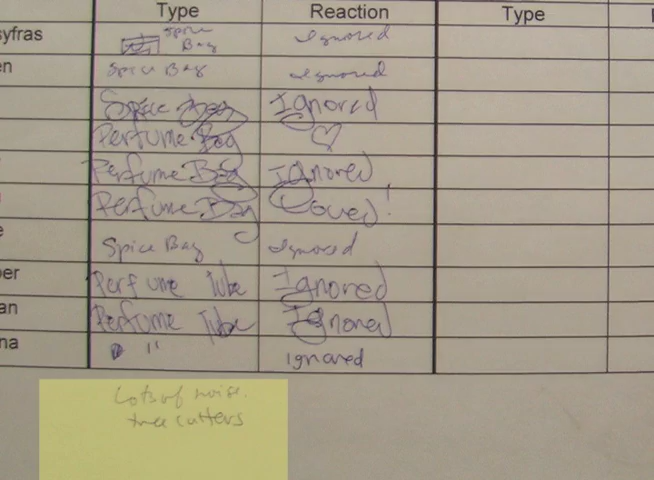 Type Reaction Type
syfras Spice Bag Ignored
en Spice Bag Ignored
Spice Bag Ignored
Perfume Bag ♡
Perfume Bag Ignored
Perfume Bag Loved!
e Spice Bag Ignored
per Perfume Tube Ignored
an Perfume Tube Ignored
na " ignored
Lots of noise.
tree cutters